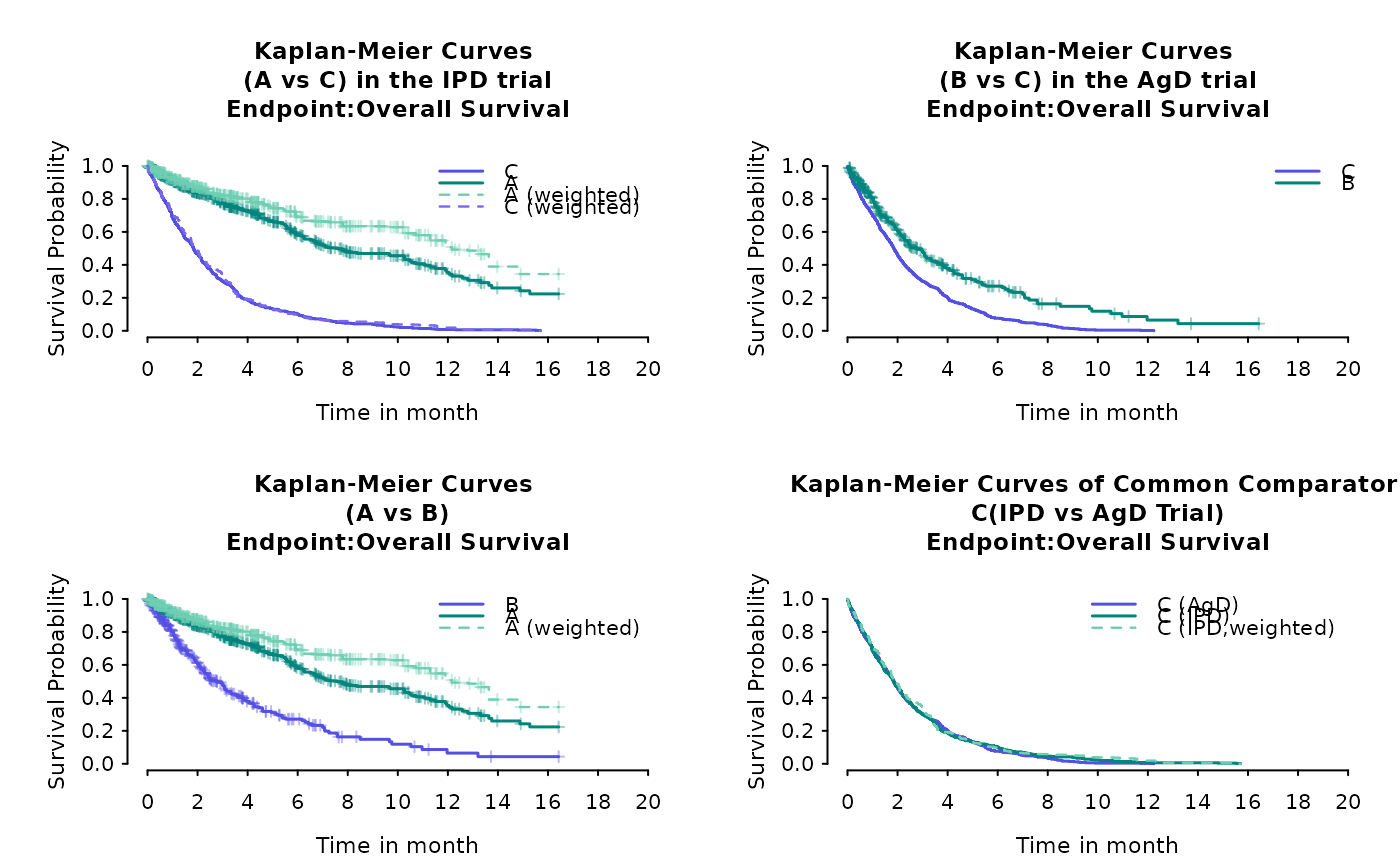 Kaplan-Meier Curves
(A vs C) in the IPD trial
Endpoint:Overall Survival
Survival Probability
1.0
0.8
0.6
0.4
0.2
0.0
C
A
A (weighted)
C (weighted)
0 2 4 6 8 10 12 14 16 18 20
Time in month
Kaplan-Meier Curves
(B vs C) in the AgD trial
Endpoint:Overall Survival
Survival Probability
1.0
0.8
0.6
0.4
0.2
0.0
C
B
0 2 4 6 8 10 12 14 16 18 20
Time in month
Kaplan-Meier Curves
(A vs B)
Endpoint:Overall Survival
Survival Probability
1.0
0.8
0.6
0.4
0.2
0.0
B
A
A (weighted)
0 2 4 6 8 10 12 14 16 18 20
Time in month
Kaplan-Meier Curves of Common Comparator
C(IPD vs AgD Trial)
Endpoint:Overall Survival
Survival Probability
1.0
0.8
0.6
0.4
0.2
0.0
C (AgD)
C (IPD)
C (IPD,weighted)
0 2 4 6 8 10 12 14 16 18 20
Time in month